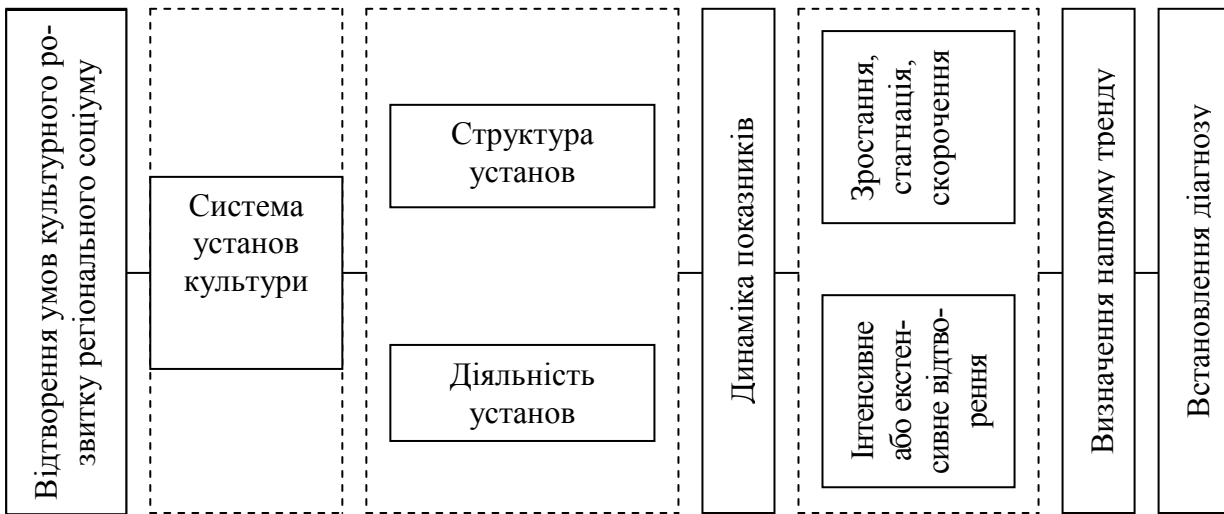 Відтворення умов культурного ро-
звитку регіонального соціуму
Система
установ
культури
Структура
установ
Діяльність
установ
Динаміка показників
Зростання,
стагнація,
скорочення
Інтенсивне
або екстен-
сивне відтво-
рення
Визначення напряму тренду
Встановлення діагнозу